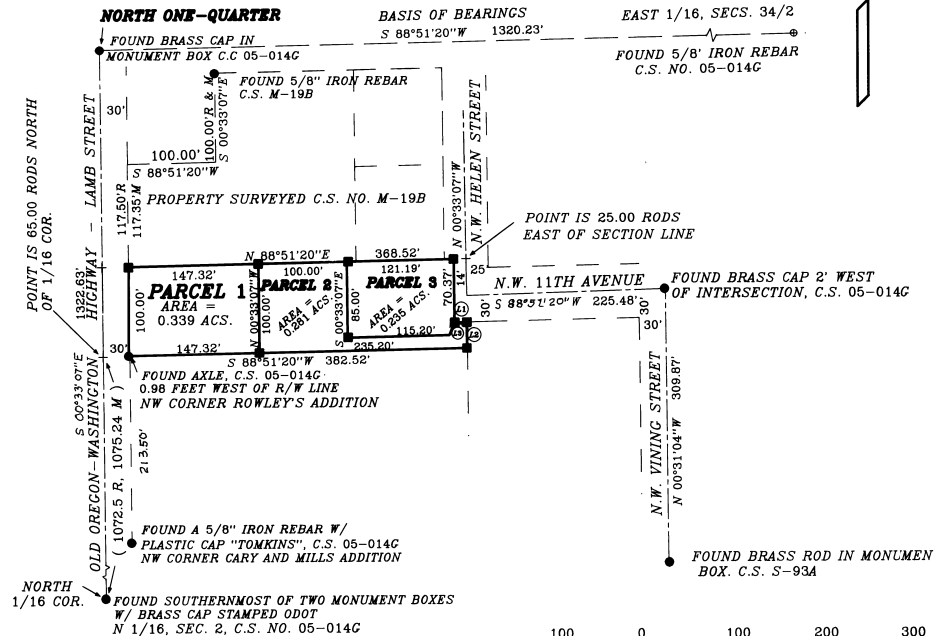 NORTH ONE-QUARTER
BASIS OF BEARINGS
EAST 1/16, SECS. 34/2
S 88°51'20"W 1320.23'
FOUND BRASS CAP IN
MONUMENT BOX C.C 05-014G
FOUND 5/8' IRON REBAR
C.S. NO. 05-014G
FOUND 5/8" IRON REBAR
C.S. M-19B
30'
100.00'R & M
S 00°33'07"E
100.00'
S 88°51'20"W
117.50'R
117.35'M
PROPERTY SURVEYED C.S. NO. M-19B
POINT IS 65.00 RODS NORTH
OF 1/16 COR.
HIGHWAY - LAMB STREET
1322.63'
N 00°33'07"W
N.W. HELEN STREET
POINT IS 25.00 RODS
EAST OF SECTION LINE
N 88°51'20"E
368.52'
147.32'
100.00'
121.19'
PARCEL 1
AREA =
0.339 ACS.
100.00'
N 00°33'07"W
100.00'
PARCEL 2
AREA =
0.261 ACS.
S 00°33'07"E
85.00'
PARCEL 3
AREA =
0.235 ACS.
70.37'
14'
25'
30'
N.W. 11TH AVENUE
S 88°51'20"W 225.48'
FOUND BRASS CAP 2' WEST
OF INTERSECTION, C.S. 05-014G
L1
L3
L2
115.20'
235.20'
147.32'
30'
S 88°51'20"W 382.52'
30'
30'
FOUND AXLE, C.S. 05-014G
0.98 FEET WEST OF R/W LINE
NW CORNER ROWLEY'S ADDITION
S 00°33'07"E
OLD OREGON-WASHINGTON
( 1072.5 R, 1075.24 M )
213.50'
N.W. VINING STREET
N 00°31'04"W 309.87'
FOUND A 5/8" IRON REBAR W/
PLASTIC CAP "TOMKINS", C.S. 05-014G
NW CORNER CARY AND MILLS ADDITION
FOUND BRASS ROD IN MONUMEN
BOX. C.S. S-93A
NORTH
1/16 COR.
FOUND SOUTHERNMOST OF TWO MONUMENT BOXES
W/ BRASS CAP STAMPED ODOT
N 1/16, SEC. 2, C.S. NO. 05-014G
100 0 100 200 300